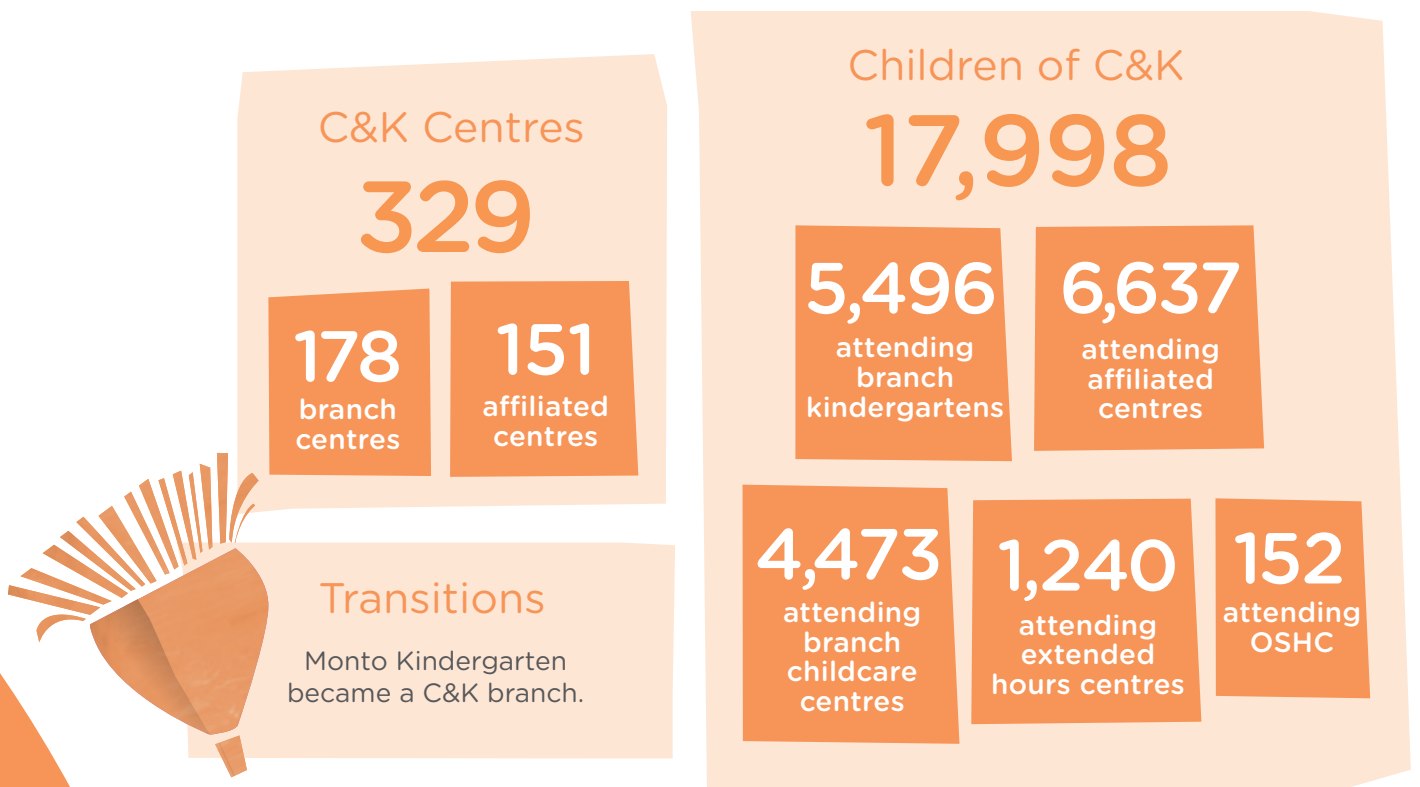 C&K Centres
329
178
branch
centres
151
affiliated
centres
Transitions
Monto Kindergarten
became a C&K branch.
Children of C&K
17,998
5,496
attending
branch
kindergartens
6,637
attending
affiliated
centres
4,473
attending
branch
childcare
centres
1,240
attending
extended
hours centres
152
attending
OSHC